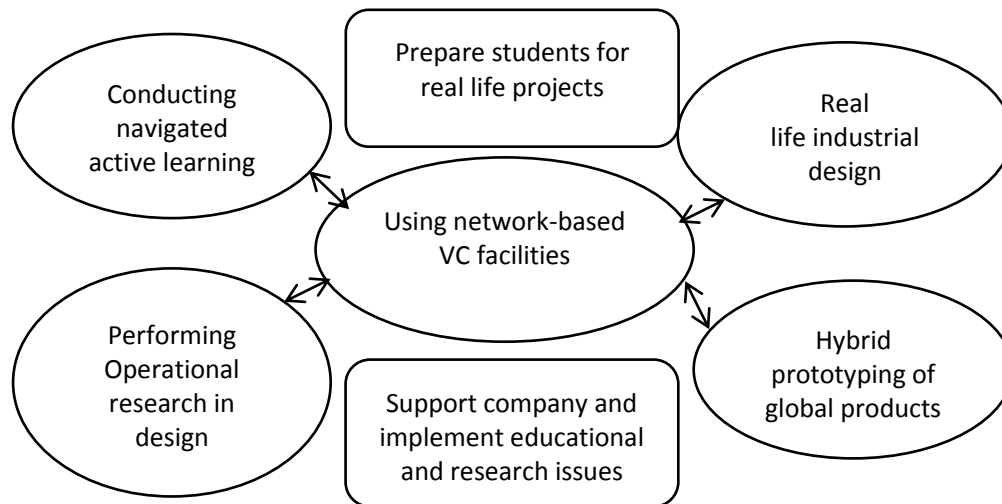 Prepare students for
real life projects
Conducting
navigated
active learning
Real
life industrial
design
Using network-based
VC facilities
Performing
Operational
research in
design
Hybrid
prototyping of
global products
Support company and
implement educational
and research issues